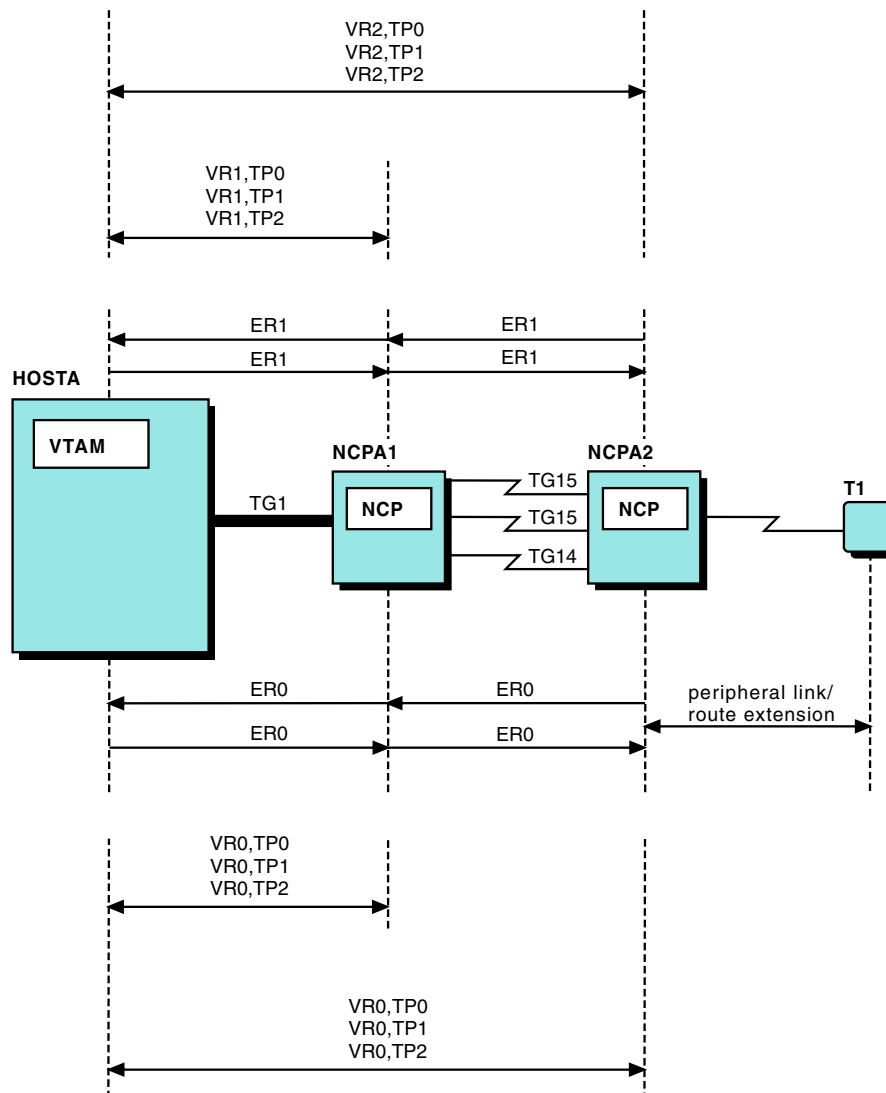 VR2,TP0
VR2,TP1
VR2,TP2
VR1,TP0
VR1,TP1
VR1,TP2
ER1
ER1
ER1
ER1
HOSTA
VTAM
NCPA1
NCPA2
TG15
T1
TG1
NCP
TG15
NCP
TG14
ER0
ER0
peripheral link/
route extension
ER0
ER0
VR0,TP0
VR0,TP1
VR0,TP2
VR0,TP0
VR0,TP1
VR0,TP2